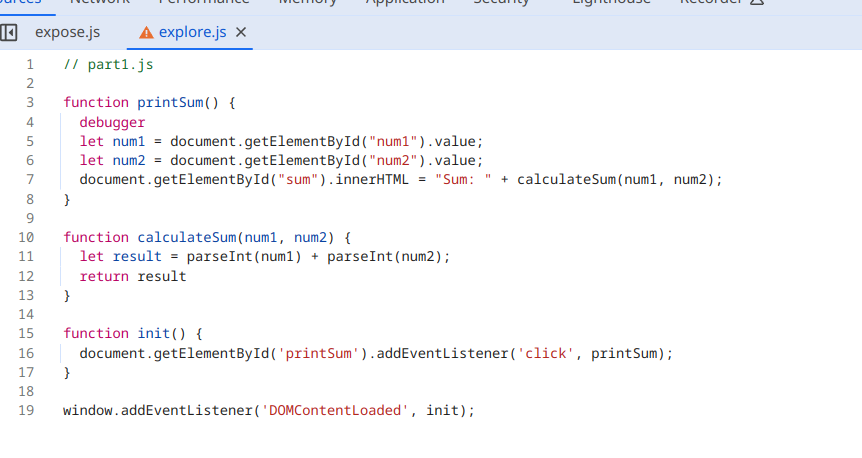 Sources Network Performance Memory Application Security Lighthouse Recorder
expose.js explore.js
1 // part1.js
2
3 function printSum() {
4 debugger
5 let num1 = document.getElementById("num1").value;
6 let num2 = document.getElementById("num2").value;
7 document.getElementById("sum").innerHTML = "Sum: " + calculateSum(num1, num2);
8 }
9
10 function calculateSum(num1, num2) {
11 let result = parseInt(num1) + parseInt(num2);
12 return result
13 }
14
15 function init() {
16 document.getElementById('printSum').addEventListener('click', printSum);
17 }
18
19 window.addEventListener('DOMContentLoaded', init);